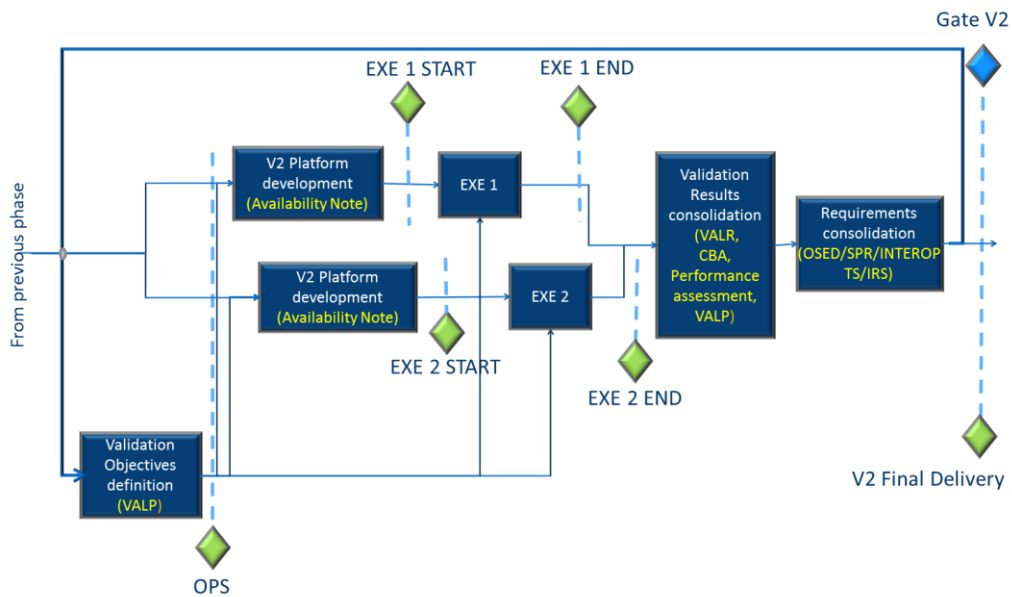 Gate V2
EXE 1 START
EXE 1 END
V2 Platform
development
(Availability Note)
EXE 1
Validation
Results
consolidation
(VALR,
CBA,
Performance
assessment,
VALP)
Requirements
consolidation
(OSED/SPR/INTEROP
TS/IRS)
From previous phase
V2 Platform
development
(Availability Note)
EXE 2
EXE 2 START
EXE 2 END
Validation
Objectives
definition
(VALP)
V2 Final Delivery
OPS